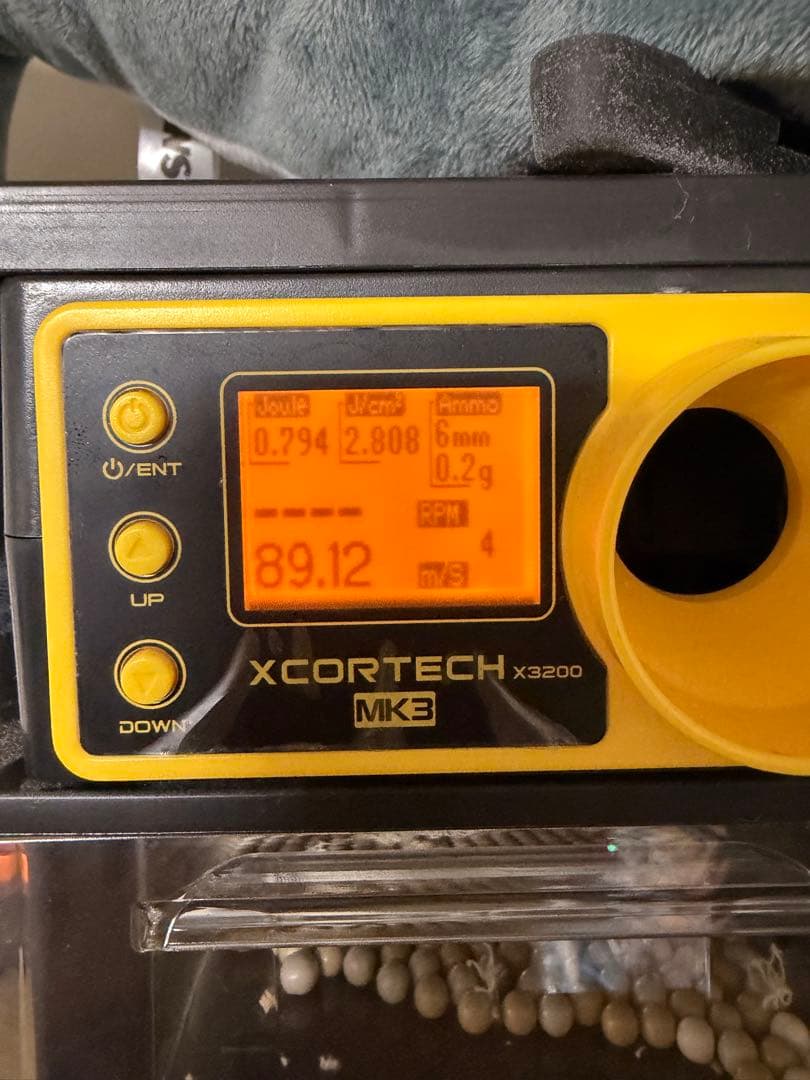 Joule J/cm² Ammo
0.794 2.808 6mm
0.2g
---- RPM
4
89.12 m/S
⏻/ENT
UP
DOWN
XCORTECH X3200
MK3